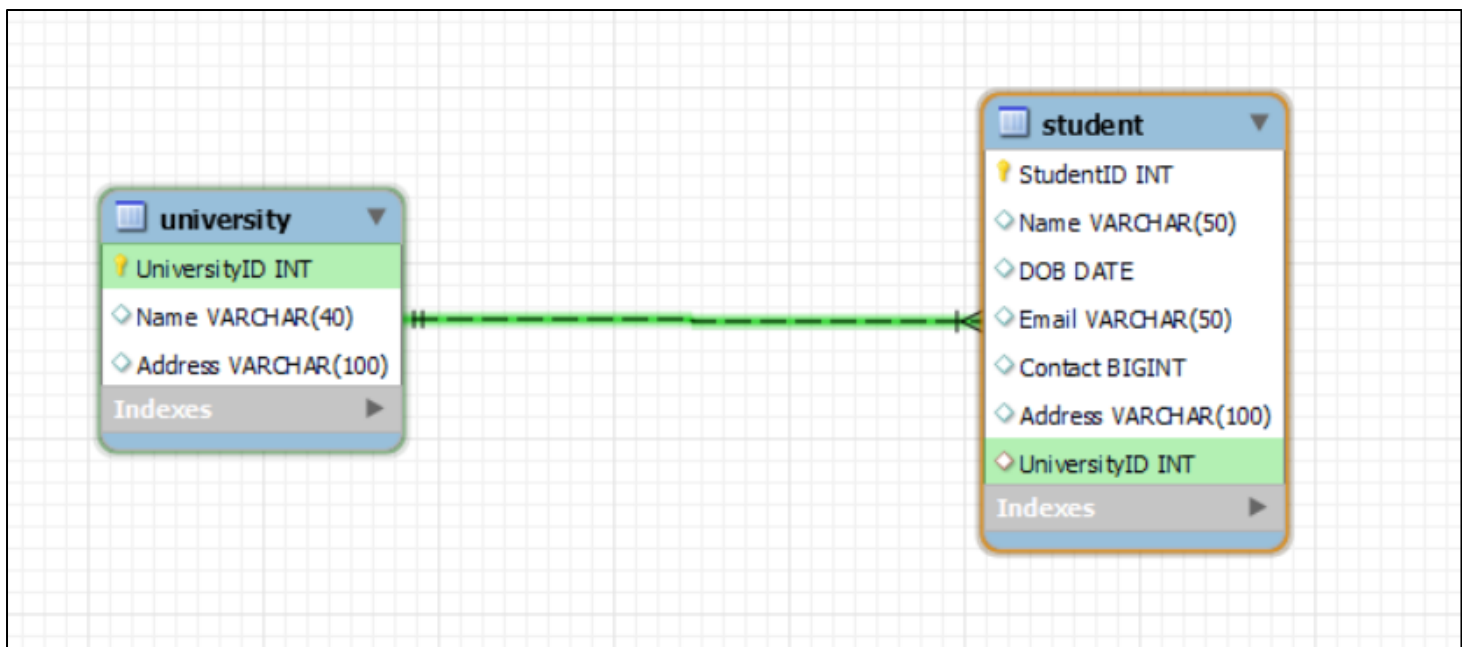 university
UniversityID INT
Name VARCHAR(40)
Address VARCHAR(100)
Indexes
student
StudentID INT
Name VARCHAR(50)
DOB DATE
Email VARCHAR(50)
Contact BIGINT
Address VARCHAR(100)
UniversityID INT
Indexes